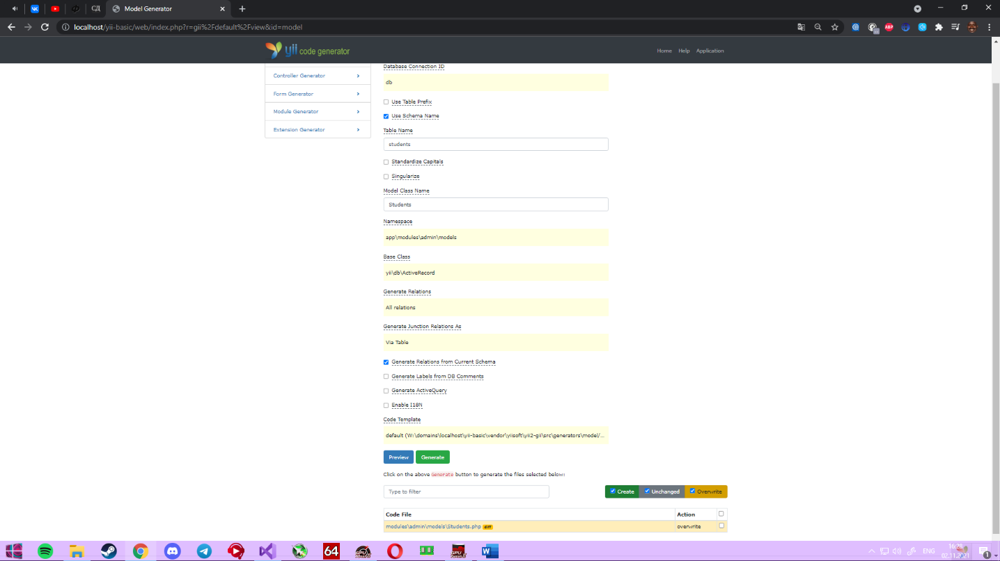 СД
Model Generator
localhost/yii-basic/web/index.php?r=gii%2Fdefault%2Fview&id=model
ABP
yii code generator
Home Help Application
Controller Generator
Form Generator
Module Generator
Extension Generator
Database Connection ID
db
Use Table Prefix
Use Schema Name
Table Name
students
Standardize Capitals
Singularize
Model Class Name
Students
Namespace
app\modules\admin\models
Base Class
yii\db\ActiveRecord
Generate Relations
All relations
Generate Junction Relations As
Via Table
Generate Relations from Current Schema
Generate Labels from DB Comments
Generate ActiveQuery
Enable I18N
Code Template
default (W:\domains\localhost\yii-basic\vendor\yiisoft\yii2-gii\src\generators\model/...
Preview Generate
Click on the above Generate button to generate the files selected below:
Type to filter
Create Unchanged Overwrite
Code File Action
modules\admin\models\Students.php diff overwrite
64
ENG
16:28
02.11.2021
1